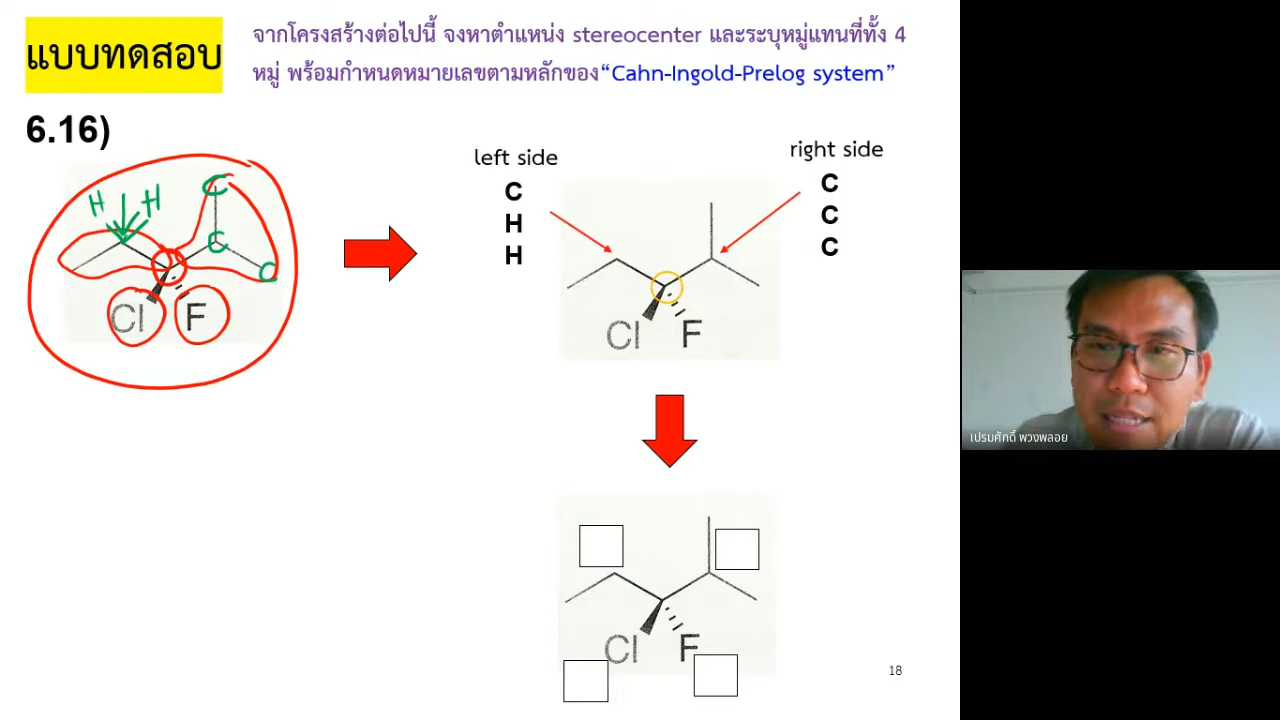 แบบทดสอบ
จากโครงสร้างต่อไปนี้ จงหาตำแหน่ง stereocenter และระบุหมู่แทนที่ทั้ง 4
หมู่ พร้อมกำหนดหมายเลขตามหลักของ“Cahn-Ingold-Prelog system”
6.16)
H H
C
C
C
Cl F
left side
C
H
H
right side
C
C
C
Cl F
Cl F
18
เปรมศักดิ์ พวงพลอย